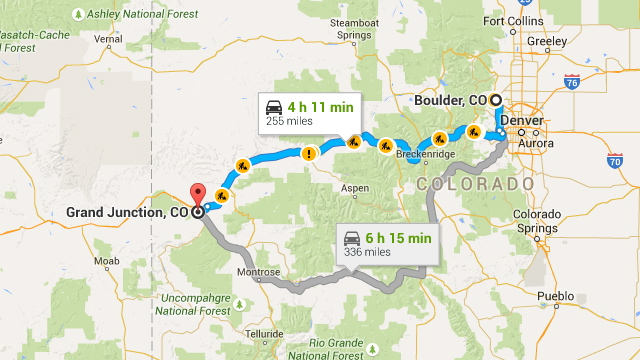 Ashley National Forest
Wasatch-Cache
National Forest
Vernal
Steamboat
Springs
Fort Collins
Greeley
76
Boulder, CO
Denver
Aurora
4 h 11 min
255 miles
Breckenridge
70
Aspen
COLORADO
Grand Junction, CO
Colorado
Springs
6 h 15 min
336 miles
Moab
Montrose
Uncompahgre
National Forest
Pueblo
Telluride
Rio Grande
National Forest